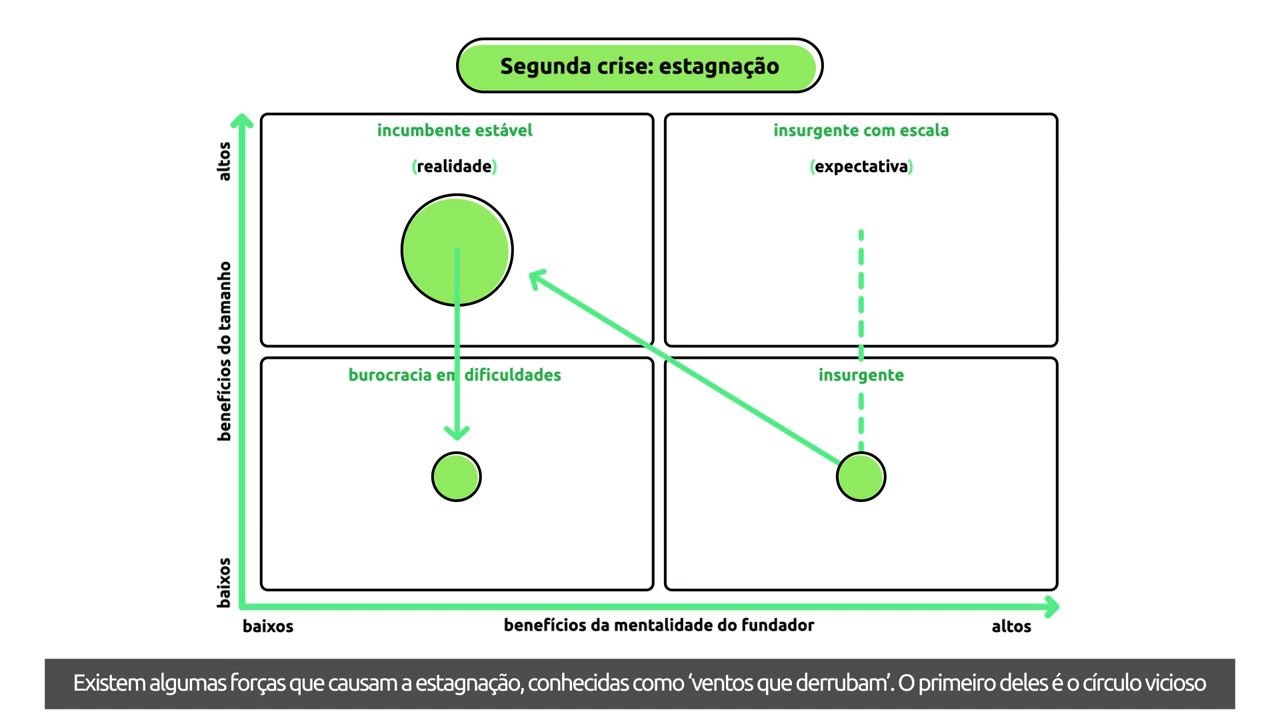 Segunda crise: estagnação
incumbente estável
(realidade)
insurgente com escala
(expectativa)
altos
benefícios do tamanho
baixos
burocracia em dificuldades
insurgente
baixos
benefícios da mentalidade do fundador
altos
Existem algumas forças que causam a estagnação, conhecidas como ‘ventos que derrubam’. O primeiro deles é o círculo vicioso